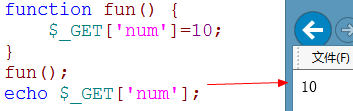 function fun() {
    $_GET['num']=10;
}
fun();
echo $_GET['num'];
文件(F)
10